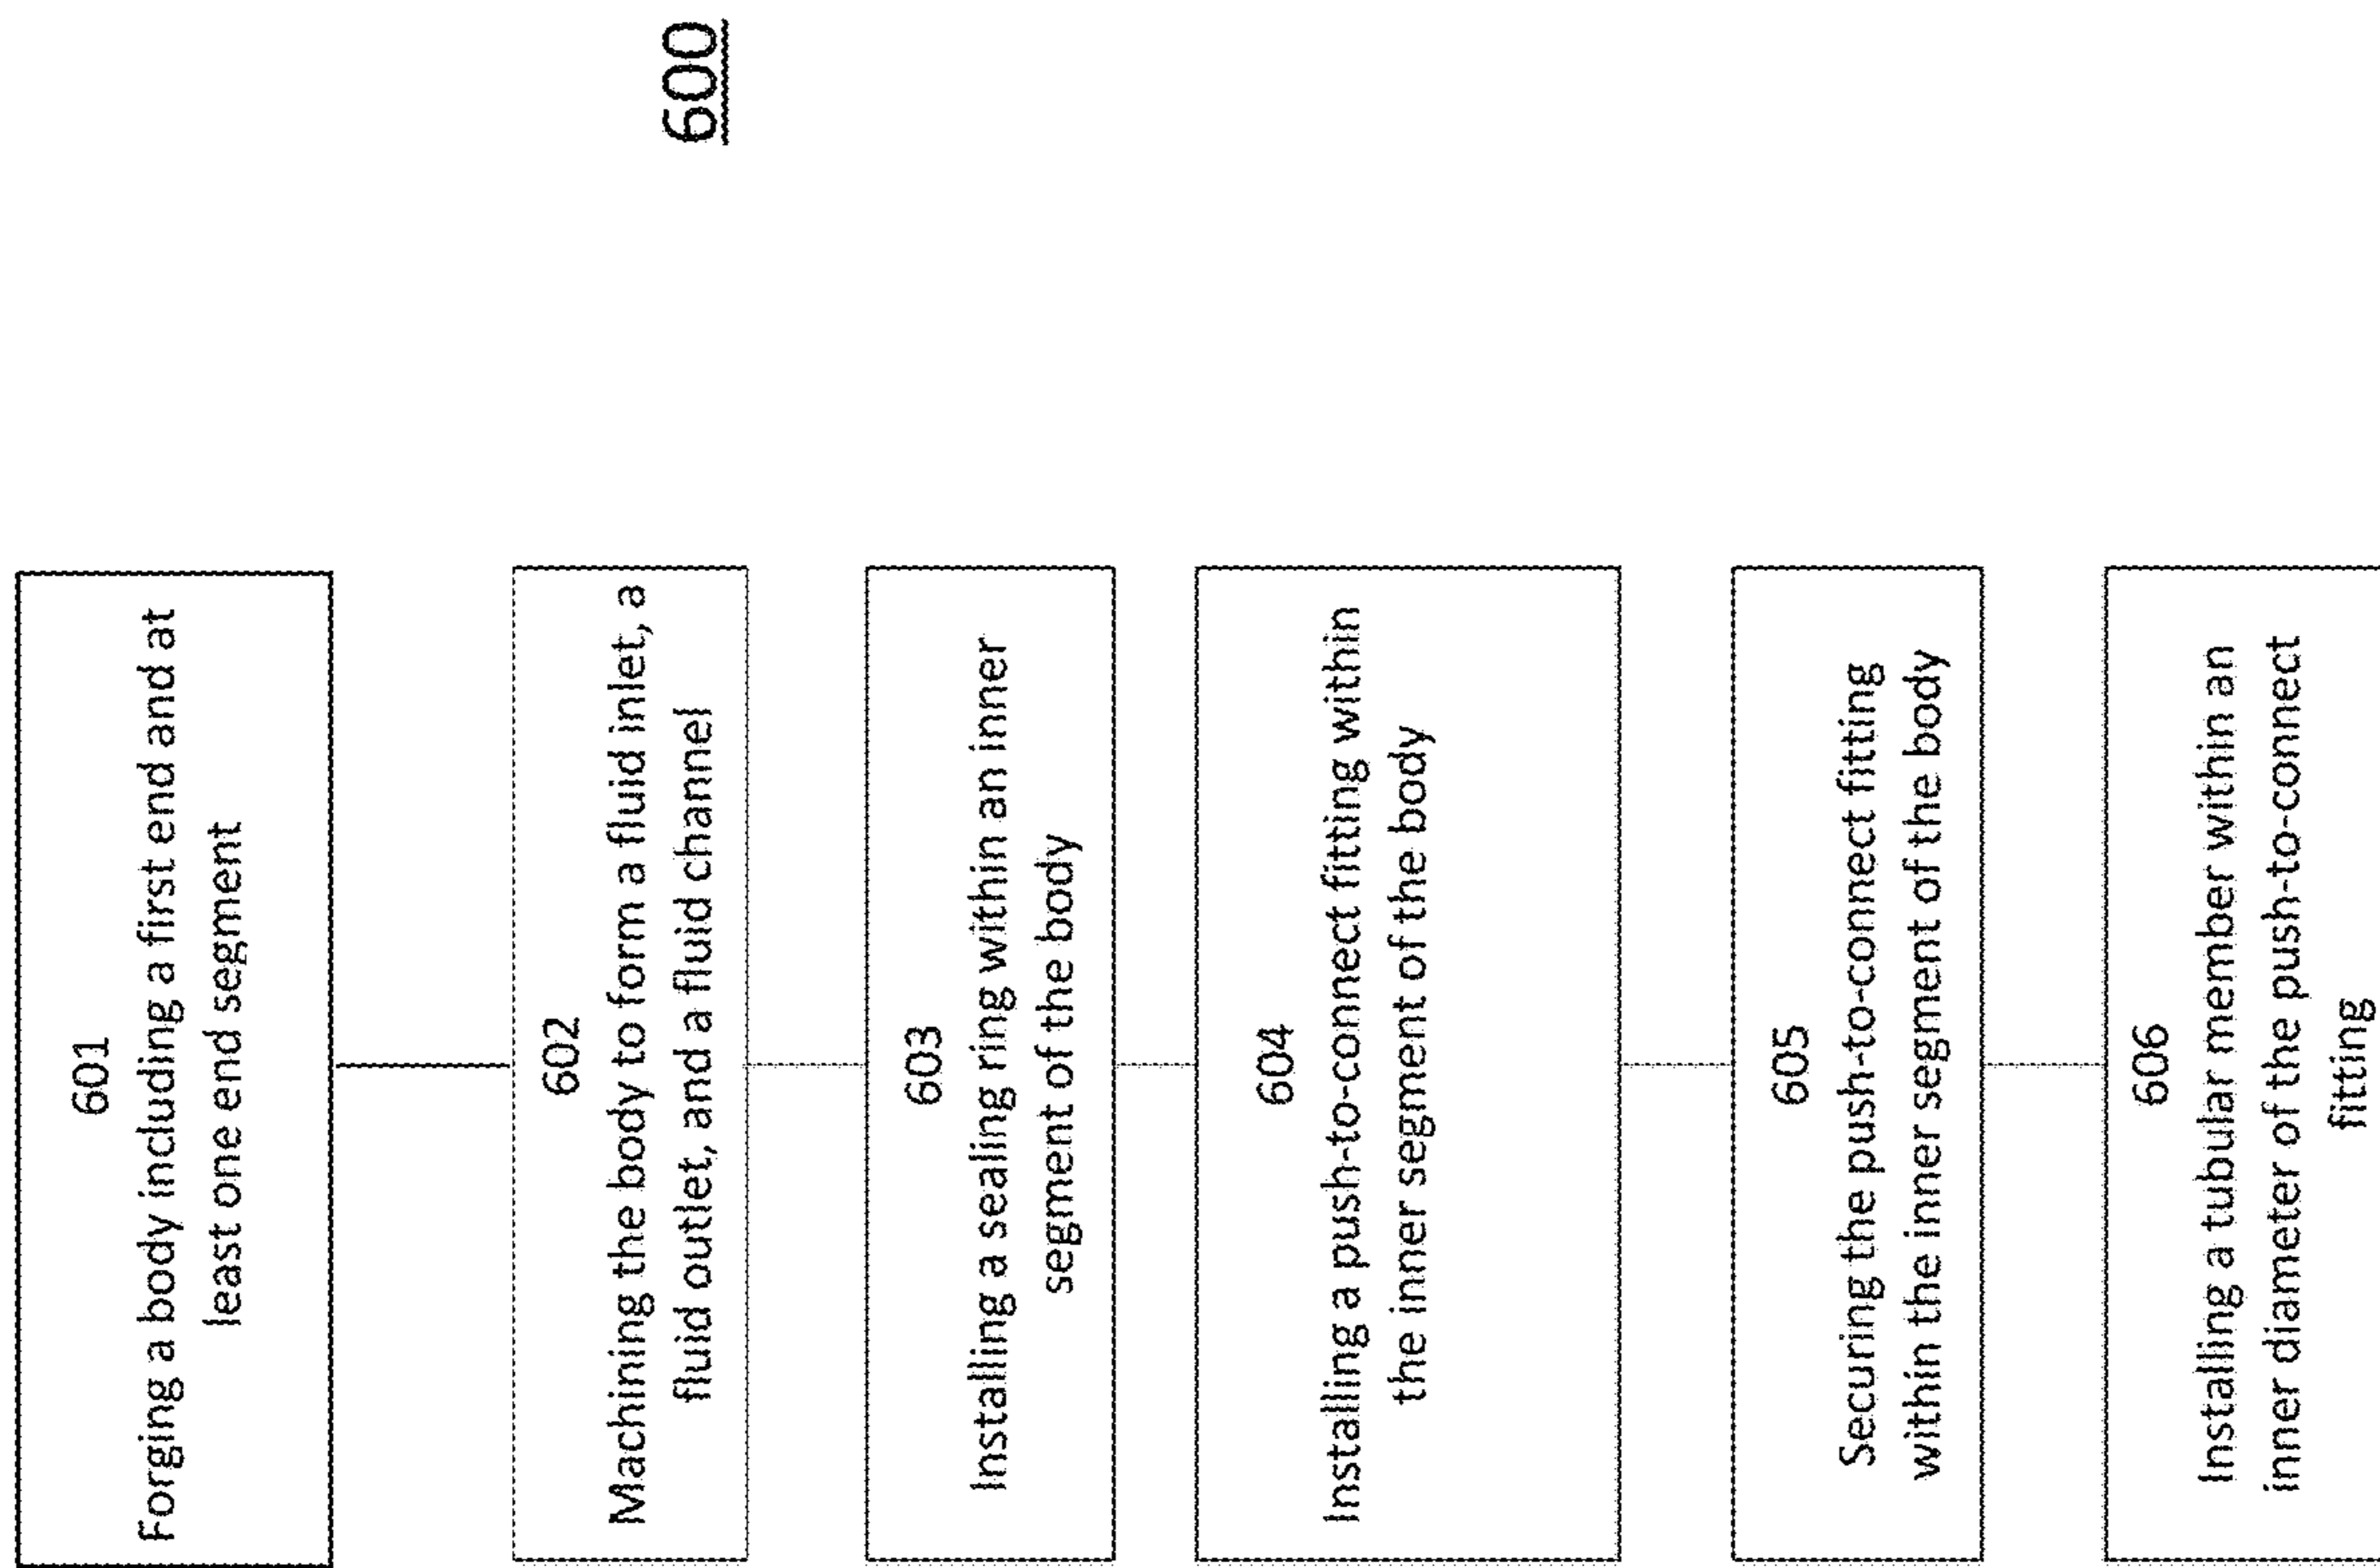 600
601
Forging a body including a first end and at
least one end segment
602
Machining the body to form a fluid inlet, a
fluid outlet, and a fluid channel
603
Installing a sealing ring within an inner
segment of the body
604
Installing a push-to-connect fitting within
the inner segment of the body
605
Securing the push-to-connect fitting
within the inner segment of the body
606
Installing a tubular member within an
inner diameter of the push-to-connect
fitting